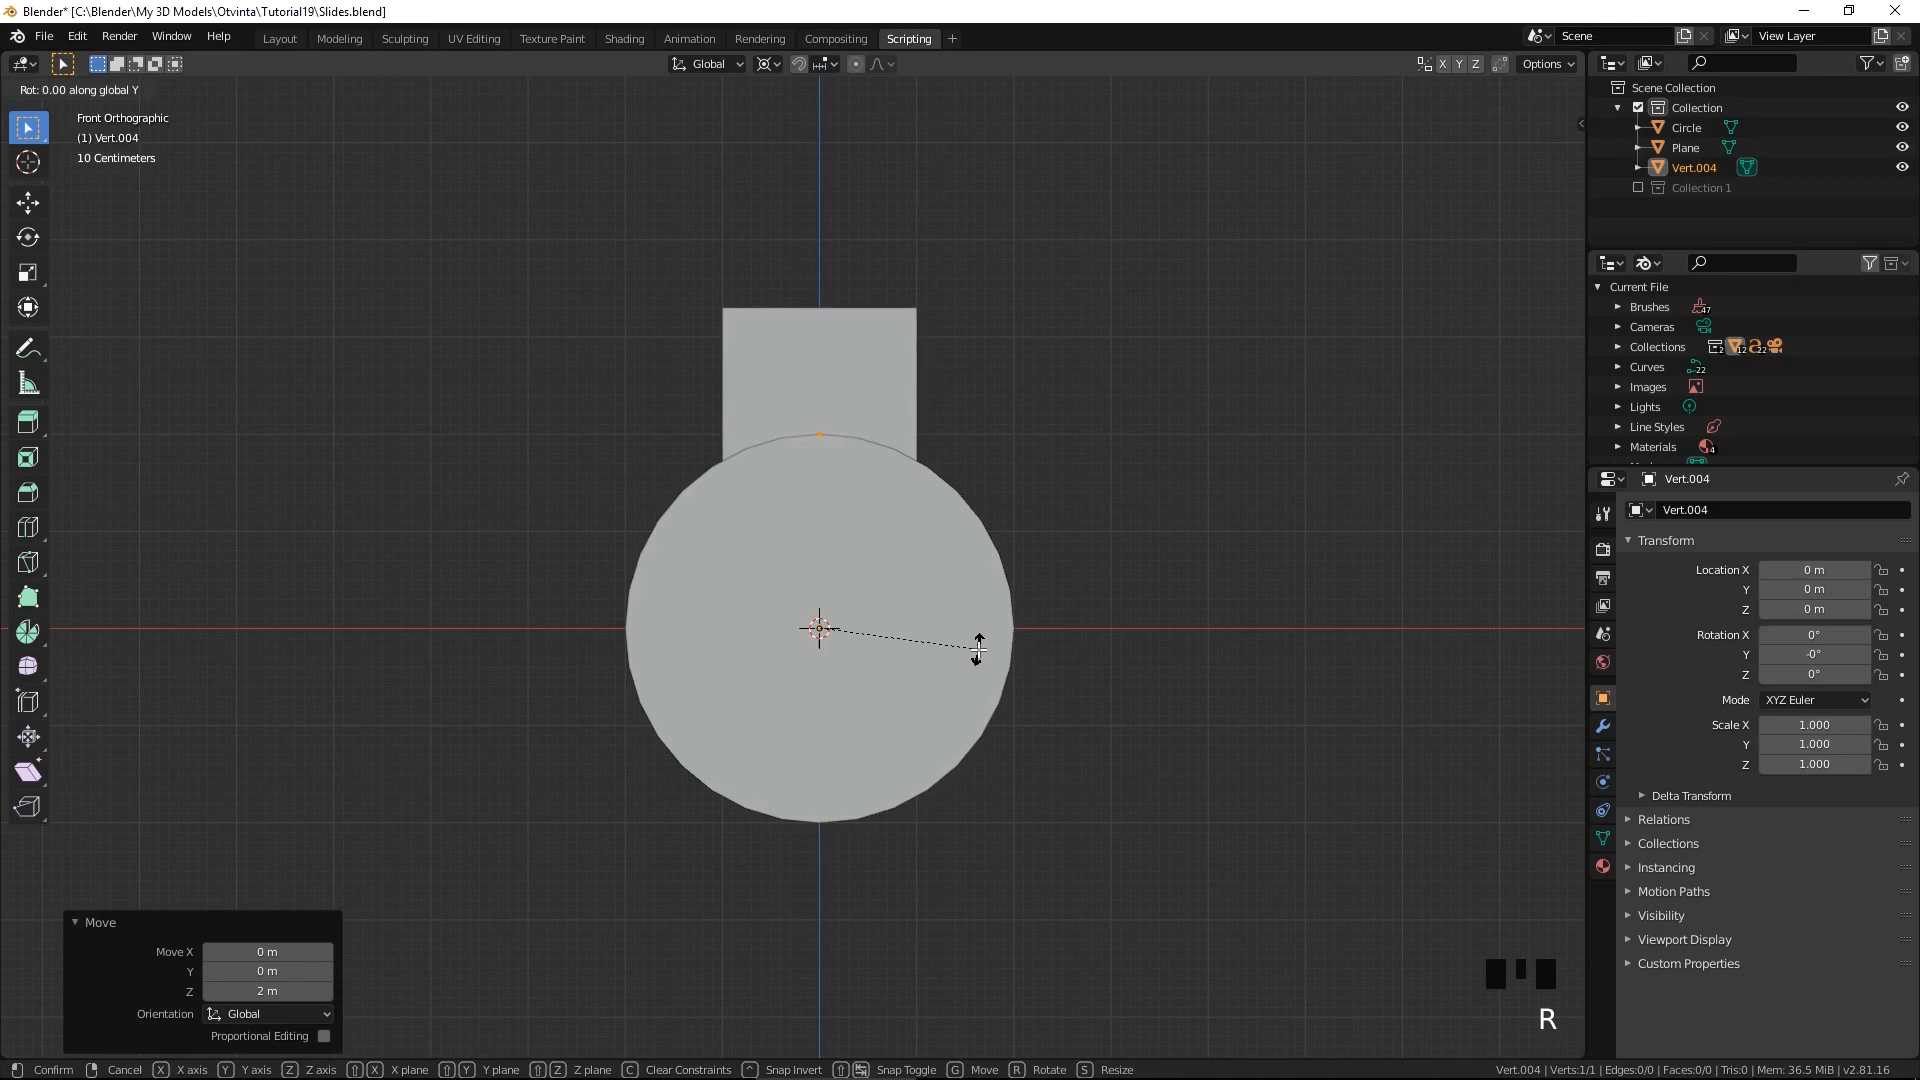 Blender* [C:\Blender\My 3D Models\Otvinta\Tutorial19\Slides.blend]
File Edit Render Window Help Layout Modeling Sculpting UV Editing Texture Paint Shading Animation Rendering Compositing Scripting Scene View Layer
Global X Y Z Options
Rot: 0.00 along global Y
Front Orthographic
(1) Vert.004
10 Centimeters
Scene Collection
Collection
Circle
Plane
Vert.004
Collection 1
Current File
Brushes 47
Cameras
Collections 2 12 22
Curves 22
Images
Lights
Line Styles
Materials 4
Vert.004
Vert.004
Transform
Location X 0 m
Y 0 m
Z 0 m
Rotation X 0°
Y -0°
Z 0°
Mode XYZ Euler
Scale X 1.000
Y 1.000
Z 1.000
Delta Transform
Relations
Collections
Instancing
Motion Paths
Visibility
Viewport Display
Custom Properties
Move
Move X 0 m
Y 0 m
Z 2 m
Orientation Global
Proportional Editing
R
Confirm Cancel X X axis Y Y axis Z Z axis X X plane Y Y plane Z Z plane C Clear Constraints ^ Snap Invert Snap Toggle G Move R Rotate S Resize Vert.004 | Verts:1/1 | Edges:0/0 | Faces:0/0 | Tris:0 | Mem: 36.5 MiB | v2.81.16